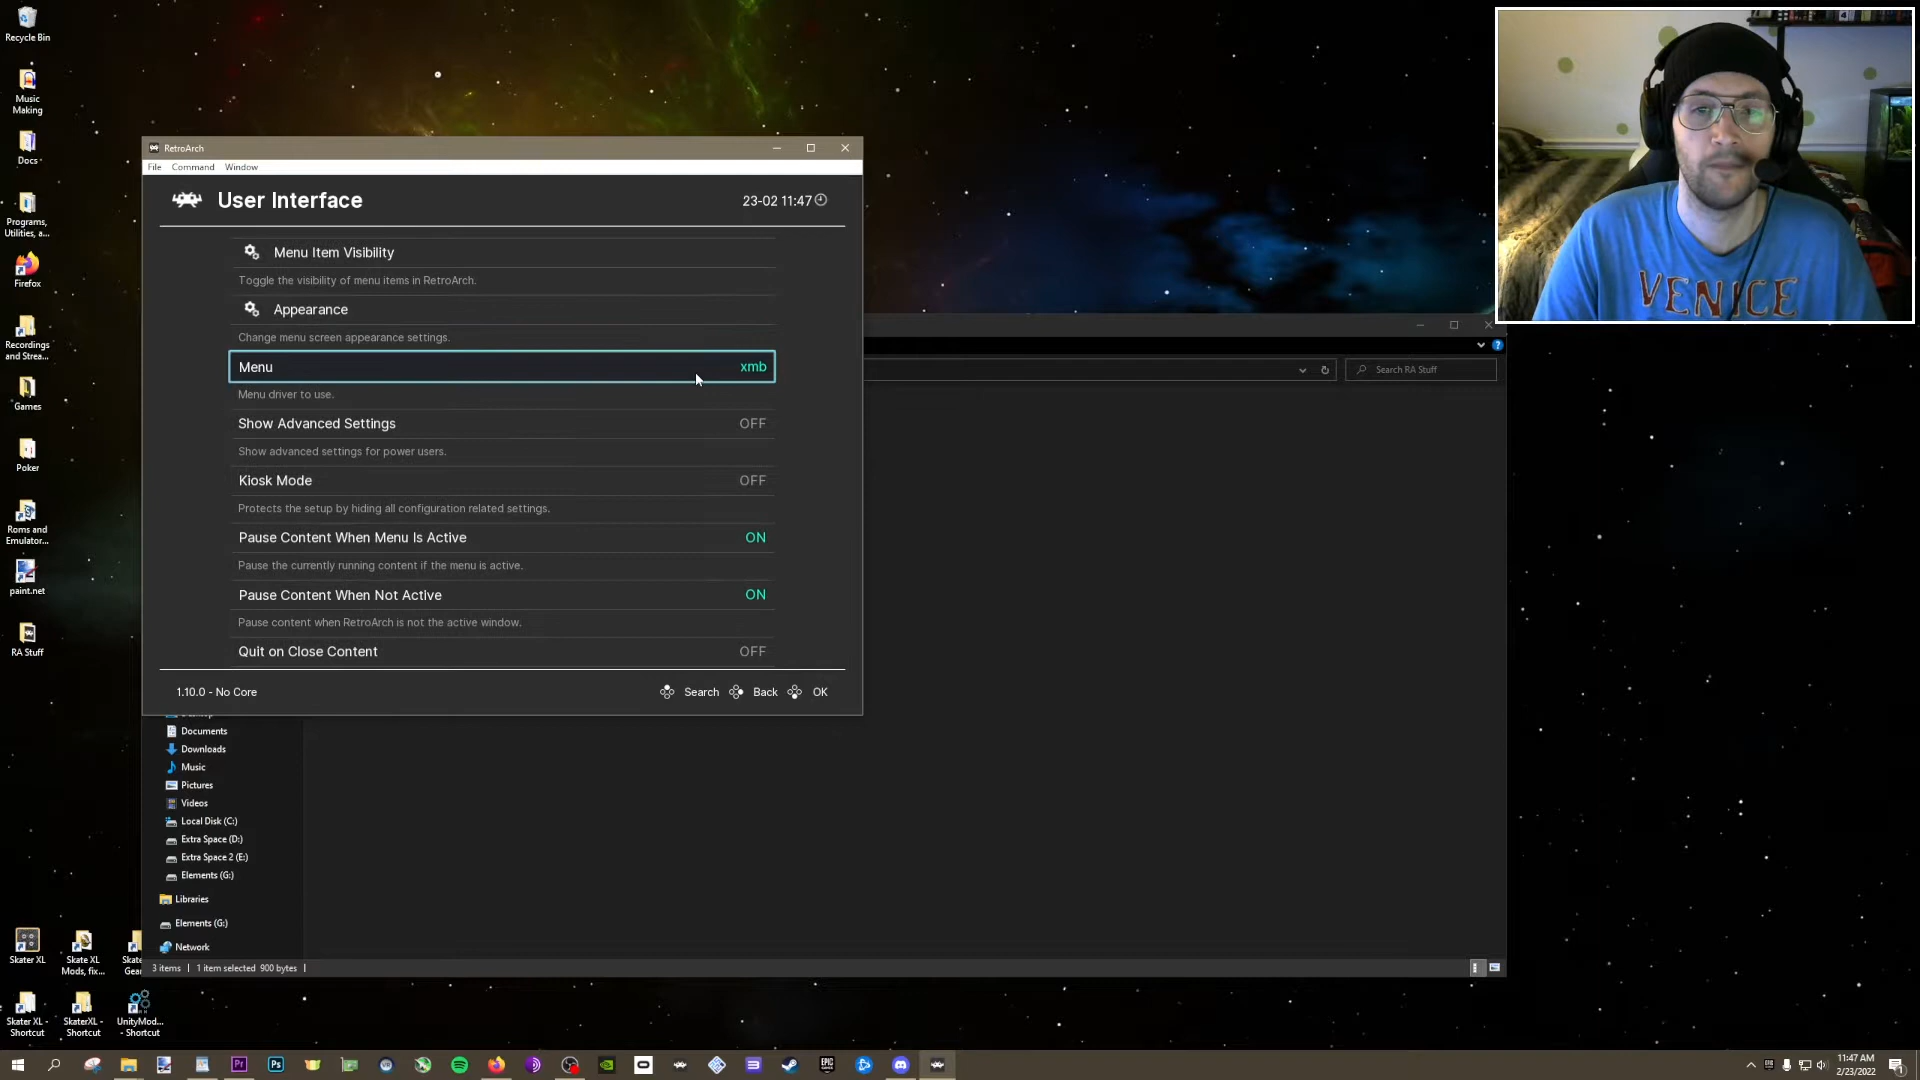 Recycle Bin
Music
Making
Docs
Programs,
Utilities, a...
Firefox
Recordings
and Strea...
Games
Poker
Roms and
Emulator...
paint.net
RA Stuff
RetroArch
File Command Window
User Interface
23-02 11:47
Menu Item Visibility
Toggle the visibility of menu items in RetroArch.
Appearance
Change menu screen appearance settings.
Menu xmb
Menu driver to use.
Show Advanced Settings OFF
Show advanced settings for power users.
Kiosk Mode OFF
Protects the setup by hiding all configuration related settings.
Pause Content When Menu Is Active ON
Pause the currently running content if the menu is active.
Pause Content When Not Active ON
Pause content when RetroArch is not the active window.
Quit on Close Content OFF
1.10.0 - No Core
Search Back OK
Search RA Stuff
VENICE
Documents
Downloads
Music
Pictures
Videos
Local Disk (C:)
Extra Space (D:)
Extra Space 2 (E:)
Elements (G:)
Libraries
Elements (G:)
Network
3 items 1 item selected 900 bytes
Skater XL
Skate XL
Mods, fix...
Skate
Gea
Skater XL -
Shortcut
SkaterXL -
Shortcut
UnityMod...
- Shortcut
Pr
Ps
EPIC
GAMES
11:47 AM
2/23/2022